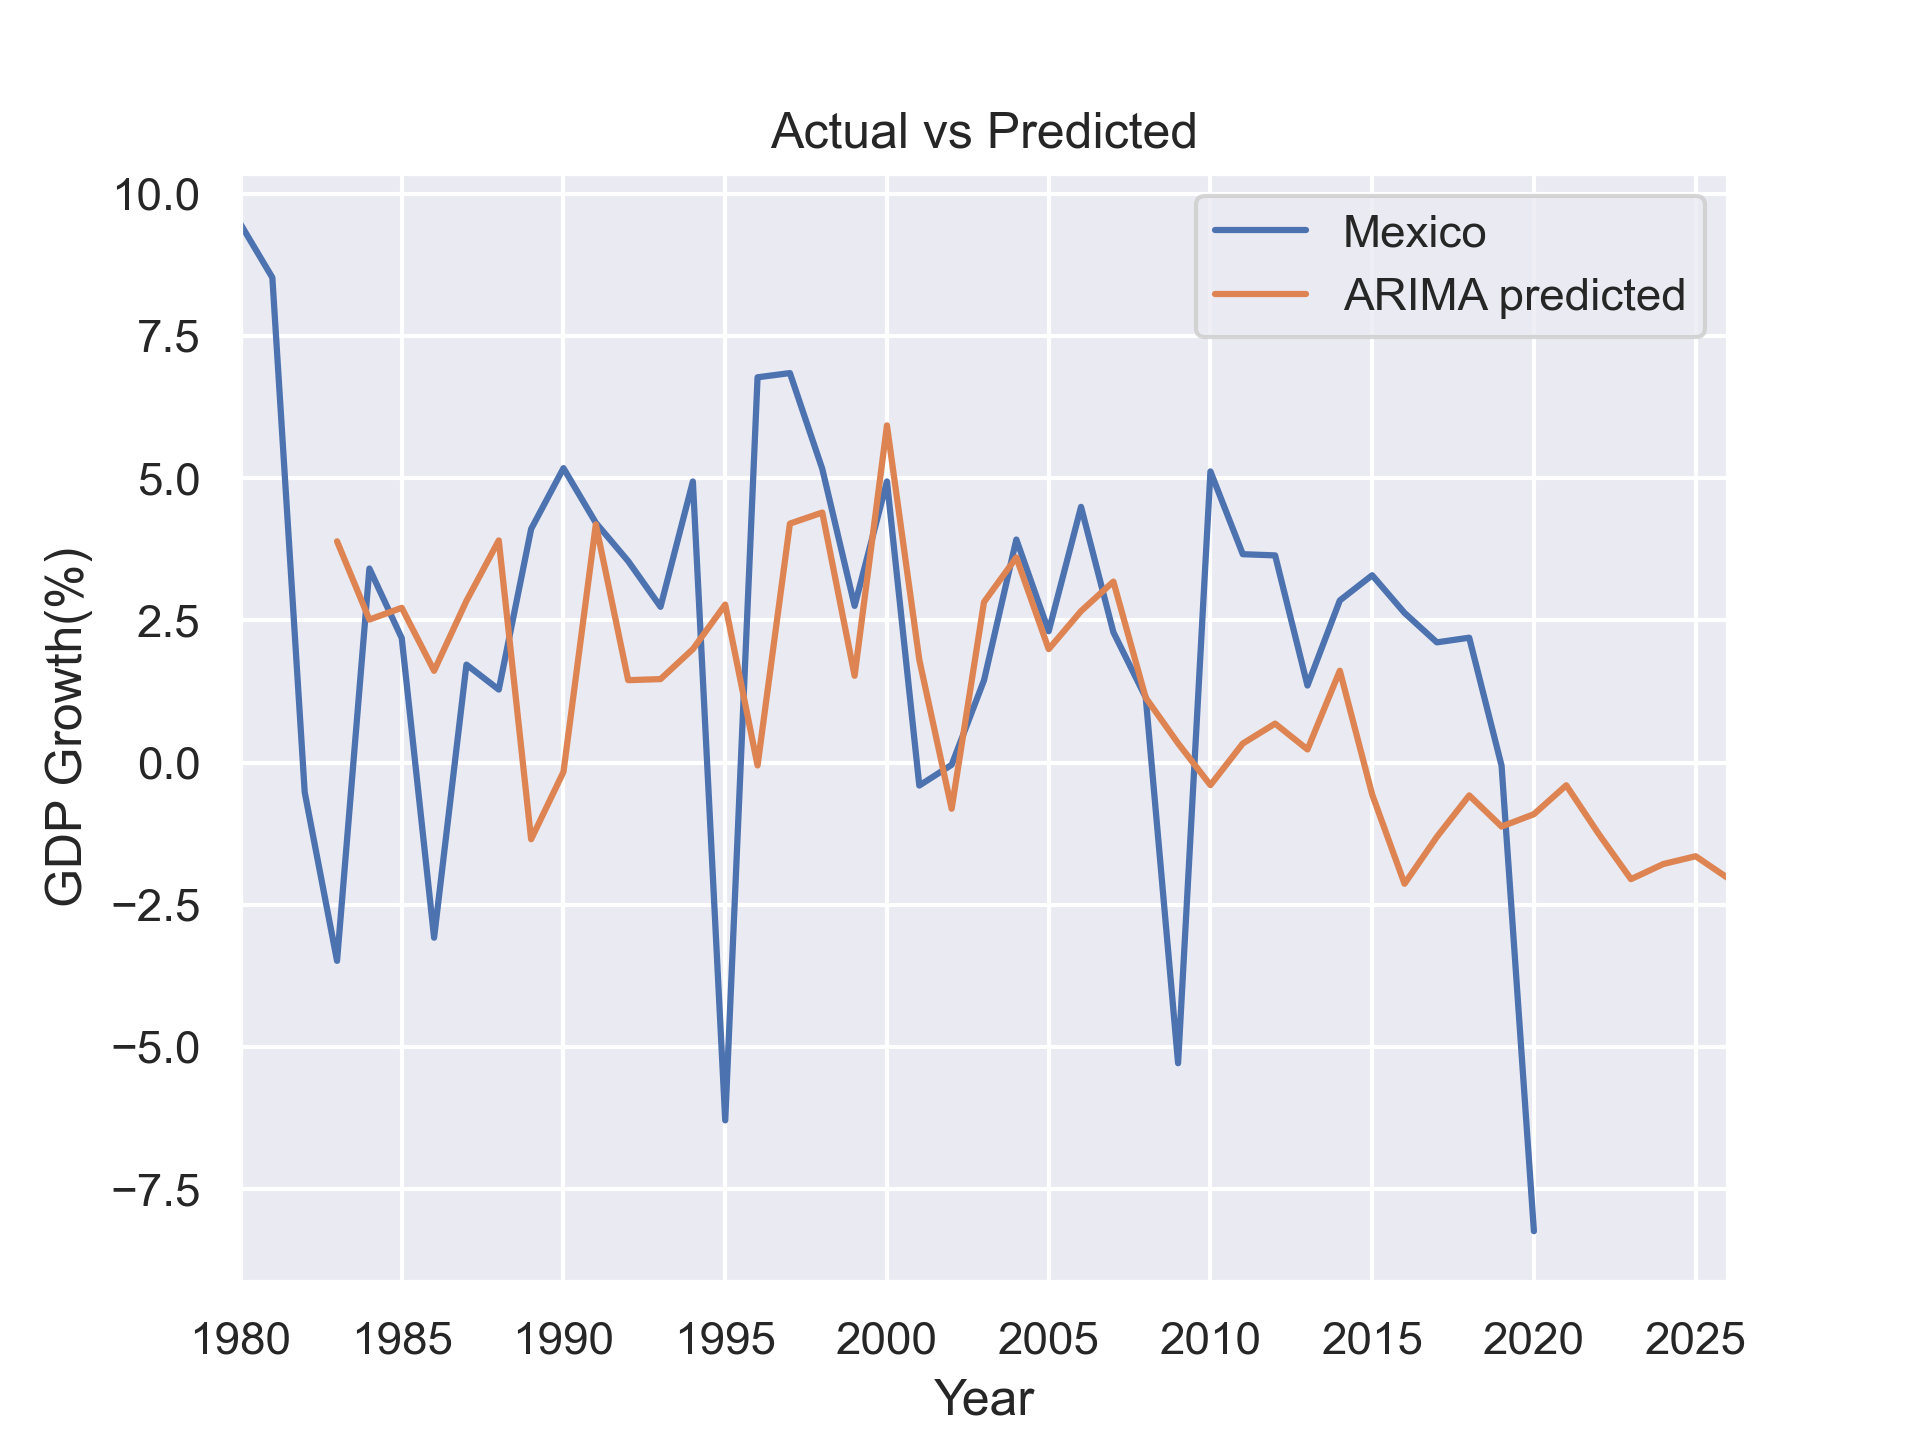 Actual vs Predicted
Mexico
ARIMA predicted
GDP Growth(%)
10.0
7.5
5.0
2.5
0.0
−2.5
−5.0
−7.5
1980 1985 1990 1995 2000 2005 2010 2015 2020 2025
Year